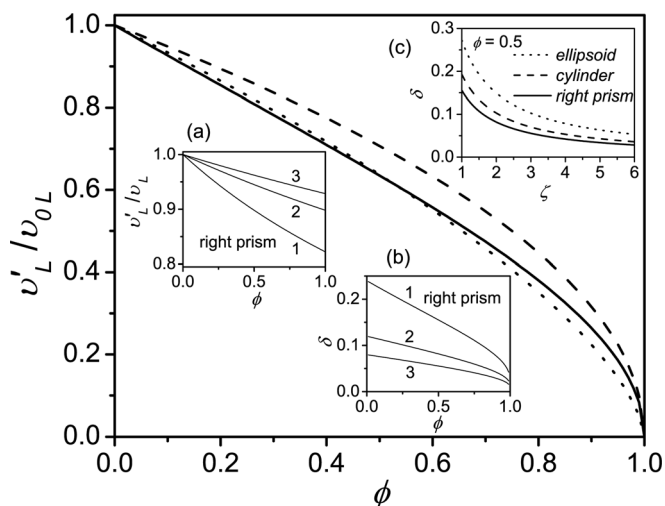 1.0
0.8
0.6
0.4
0.2
0.0
0.0
0.2
0.4
0.6
0.8
1.0
ϕ
υ′L /υ0L
(a)
1.0
0.9
0.8
0.0
0.5
1.0
ϕ
υ′L /υL
right prism
3
2
1
(b)
0.2
0.1
0.0
0.0
0.5
1.0
ϕ
δ
right prism
1
2
3
(c)
0.3
0.2
0.1
0.0
1
2
3
4
5
6
ζ
δ
ϕ = 0.5
ellipsoid
cylinder
right prism